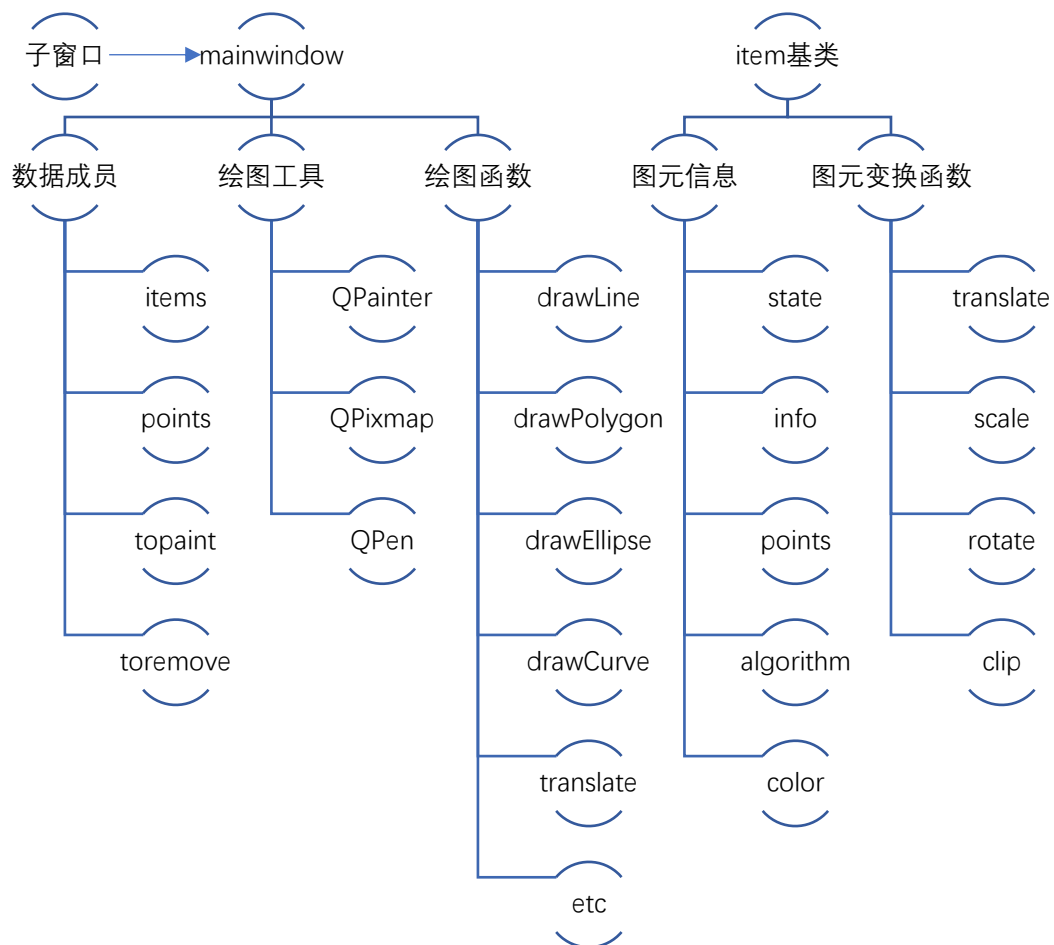 子窗口
mainwindow
item基类
数据成员
绘图工具
绘图函数
图元信息
图元变换函数
items
QPainter
drawLine
state
translate
points
QPixmap
drawPolygon
info
scale
topaint
QPen
drawEllipse
points
rotate
toremove
drawCurve
algorithm
clip
translate
color
etc